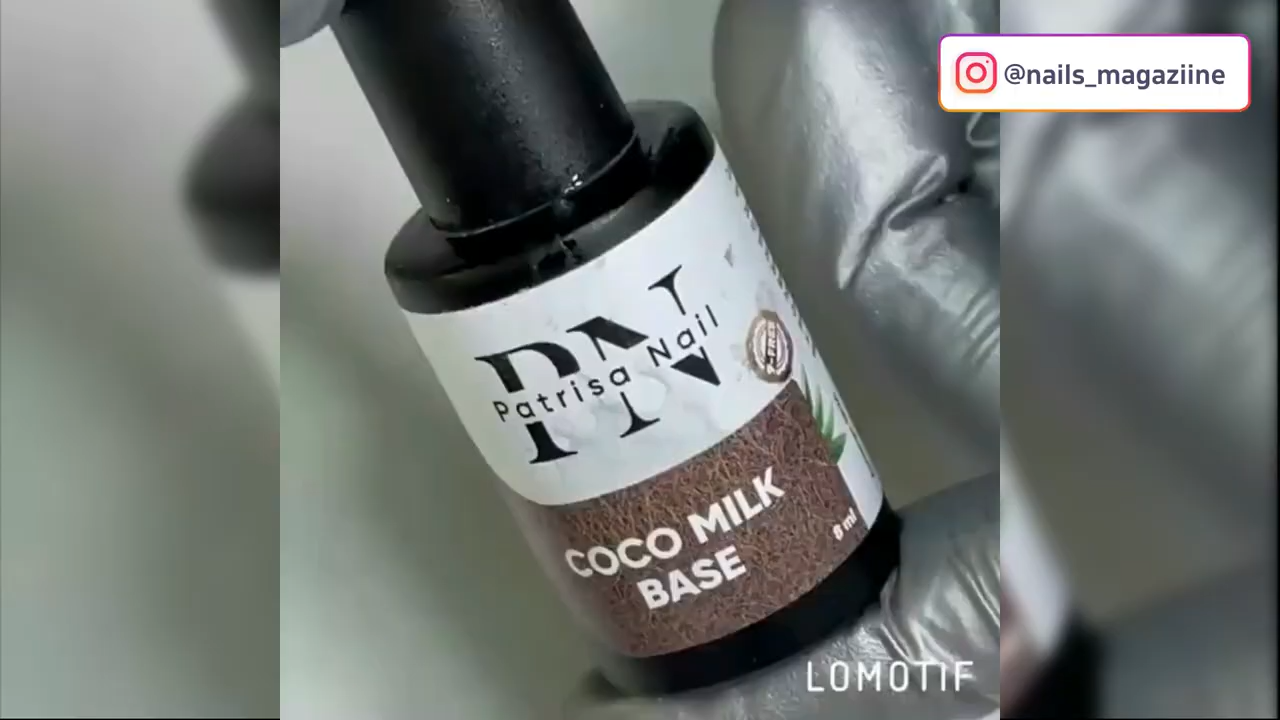 @nails_magaziine
PN
Patrisa Nail
COCO MILK
BASE
8 ml
LOMOTIF